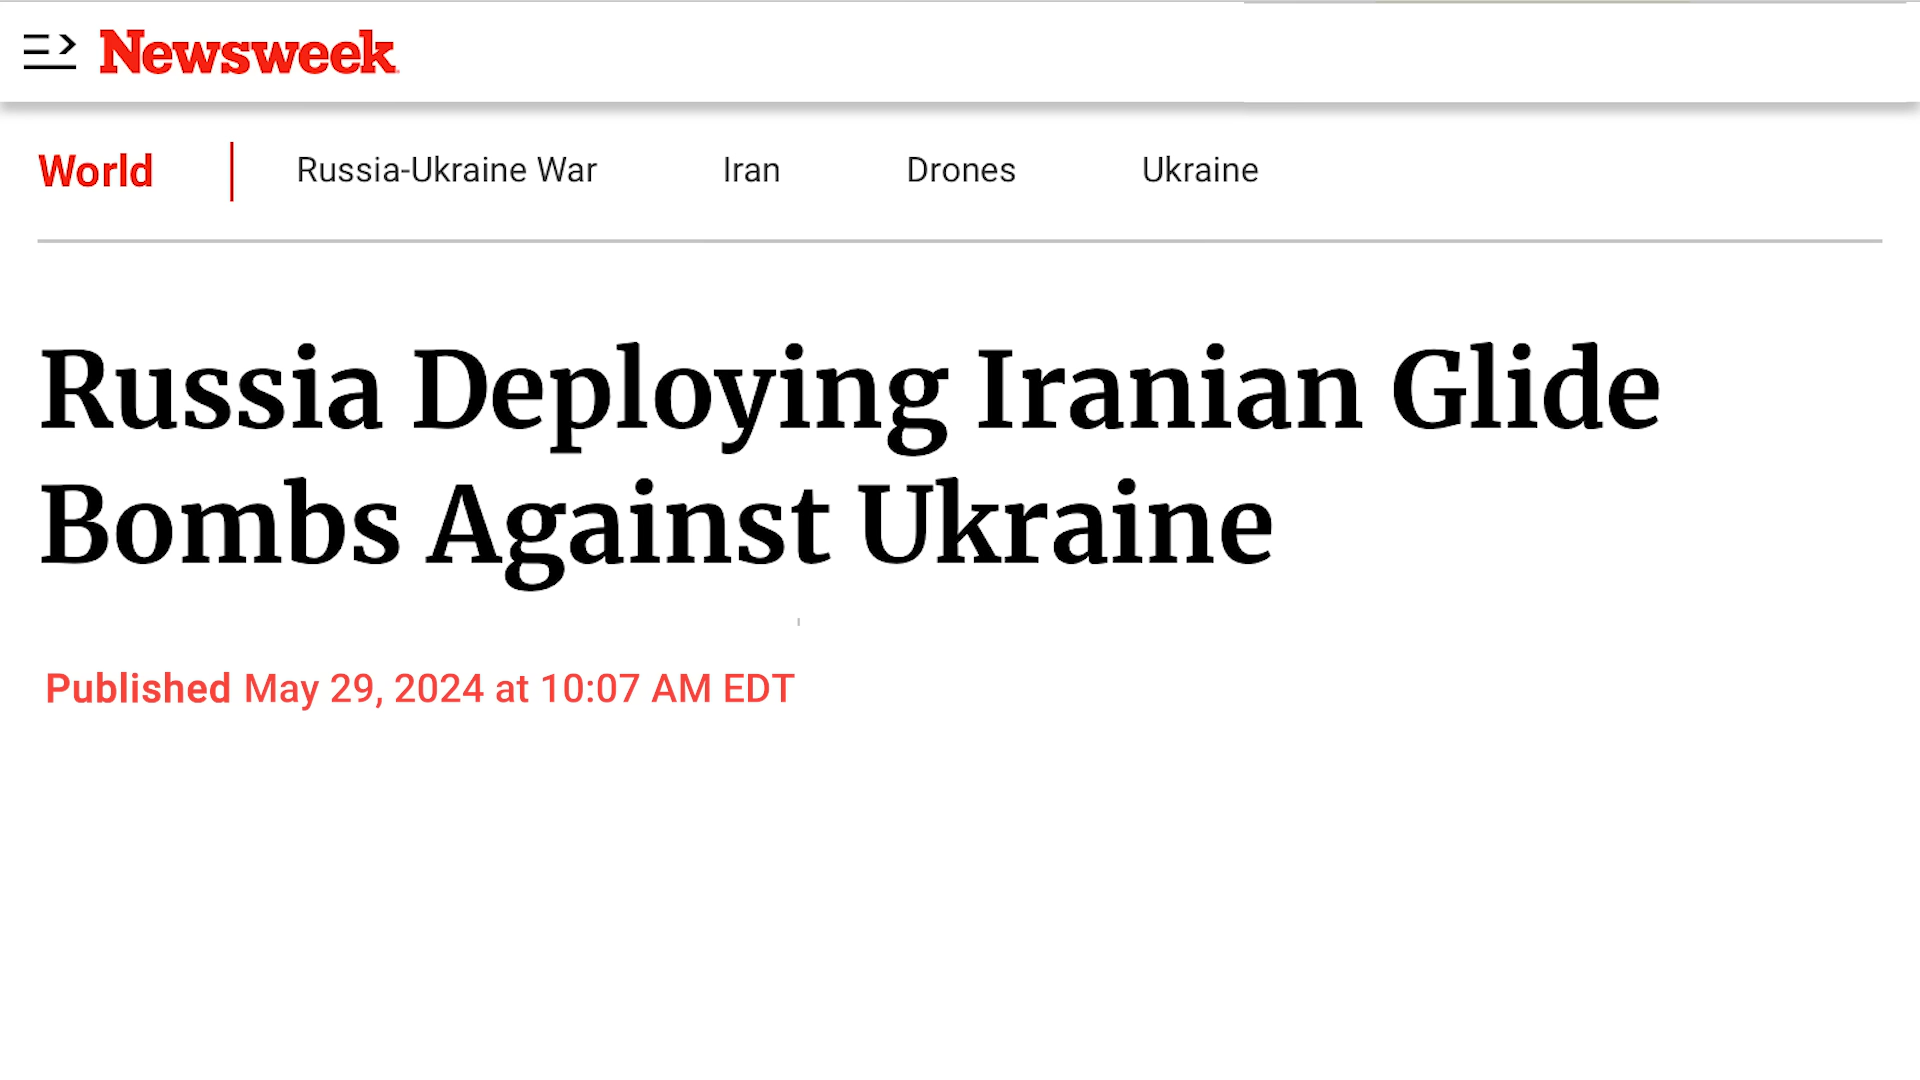 Newsweek
World
Russia-Ukraine War Iran Drones Ukraine
Russia Deploying Iranian Glide
Bombs Against Ukraine
Published May 29, 2024 at 10:07 AM EDT